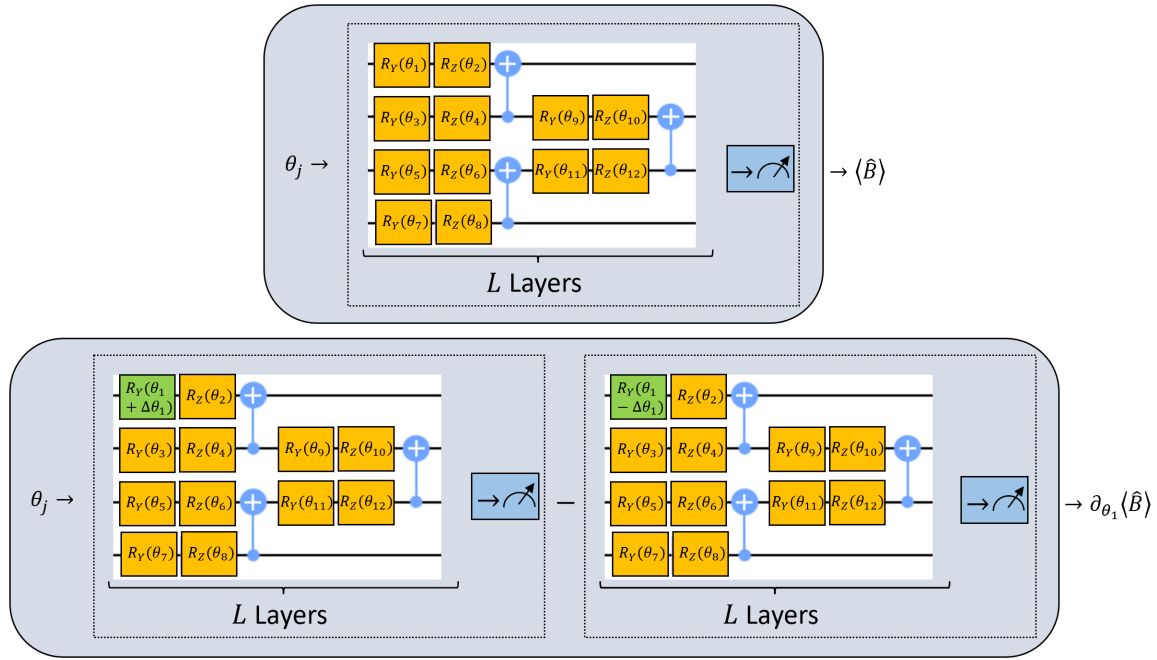 R_Y(θ_1) R_Z(θ_2)
R_Y(θ_3) R_Z(θ_4) R_Y(θ_9) R_Z(θ_10)
θ_j → → ⟨B̂⟩
R_Y(θ_5) R_Z(θ_6) R_Y(θ_11) R_Z(θ_12)
R_Y(θ_7) R_Z(θ_8)
L Layers
R_Y(θ_1
+ Δθ_1) R_Z(θ_2)
R_Y(θ_3) R_Z(θ_4) R_Y(θ_9) R_Z(θ_10)
θ_j →
R_Y(θ_5) R_Z(θ_6) R_Y(θ_11) R_Z(θ_12)
R_Y(θ_7) R_Z(θ_8)
L Layers
−
R_Y(θ_1
− Δθ_1) R_Z(θ_2)
R_Y(θ_3) R_Z(θ_4) R_Y(θ_9) R_Z(θ_10)
R_Y(θ_5) R_Z(θ_6) R_Y(θ_11) R_Z(θ_12)
R_Y(θ_7) R_Z(θ_8)
L Layers
→ ∂_θ_1⟨B̂⟩